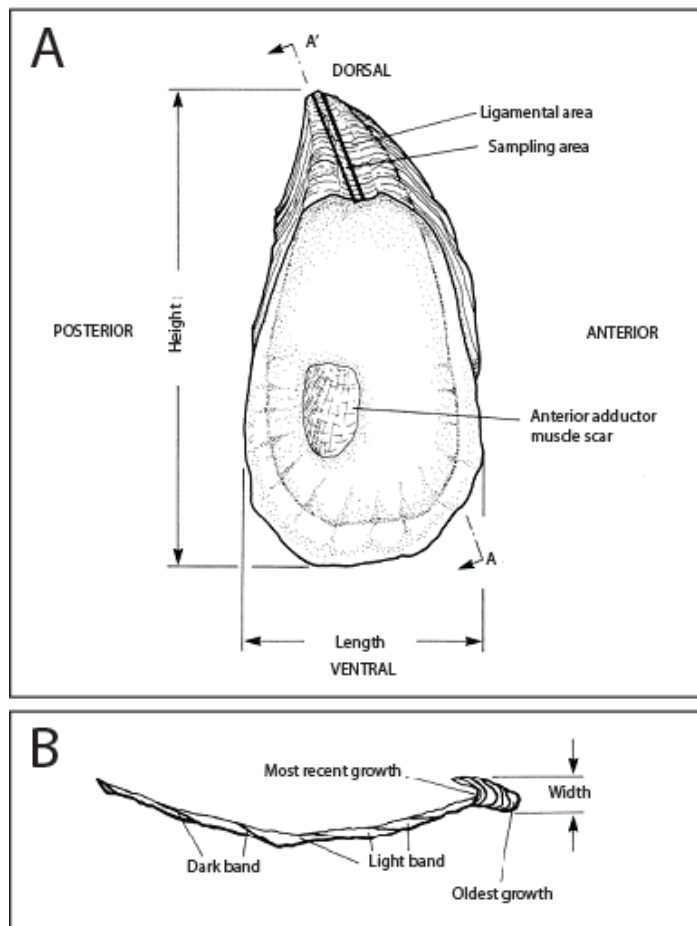 A
A'
DORSAL
Ligamental area
Sampling area
POSTERIOR
Height
ANTERIOR
Anterior adductor
muscle scar
A
Length
VENTRAL
B
Most recent growth
Width
Dark band
Light band
Oldest growth